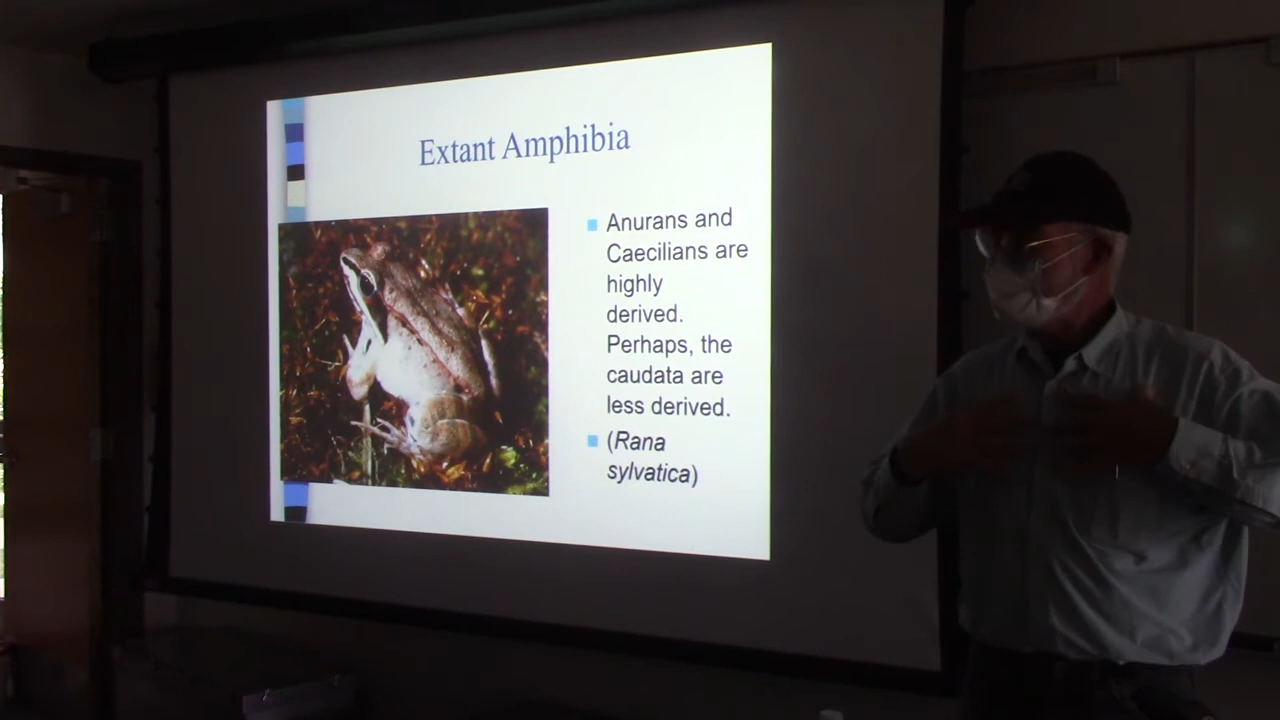 Extant Amphibia
Anurans and
Caecilians are
highly
derived.
Perhaps, the
caudata are
less derived.
(Rana
sylvatica)